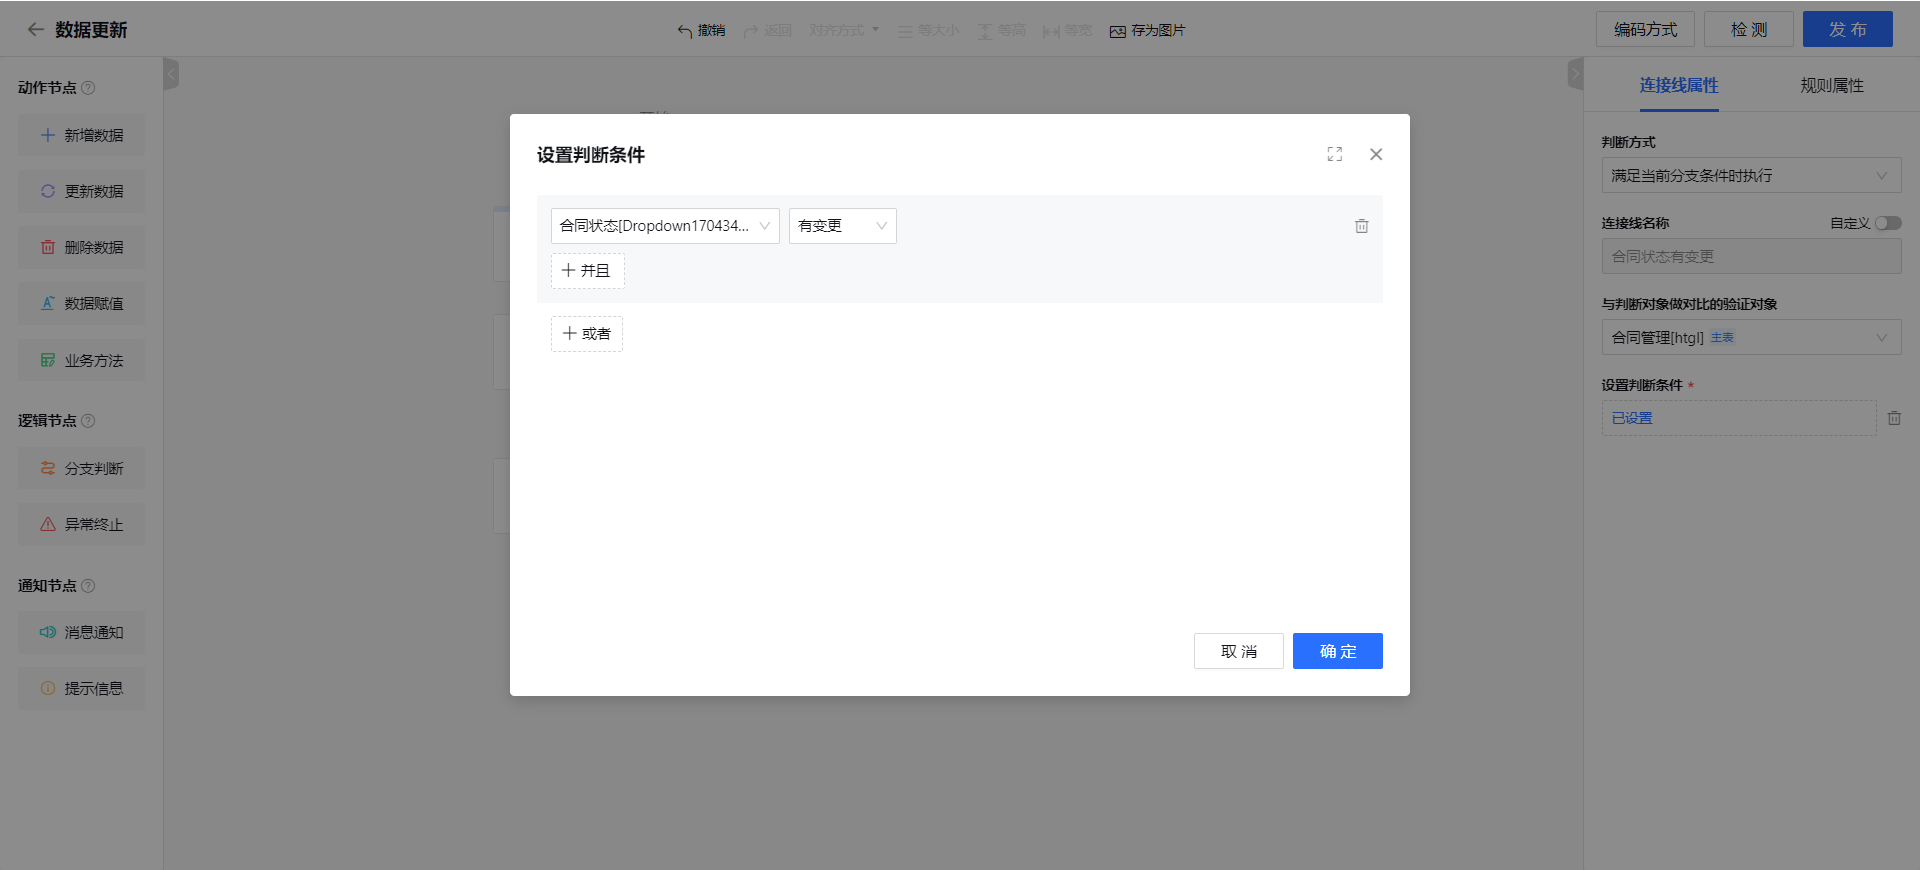 数据更新
撤销
返回
对齐方式
等大小
等高
等宽
存为图片
编码方式
检 测
发 布
动作节点
新增数据
更新数据
删除数据
数据赋值
业务方法
逻辑节点
分支判断
异常终止
通知节点
消息通知
提示信息
设置判断条件
合同状态[Dropdown170434...
有变更
并且
或者
取 消
确 定
连接线属性
规则属性
判断方式
满足当前分支条件时执行
连接线名称
自定义
合同状态有变更
与判断对象做对比的验证对象
合同管理[htgl] 主表
设置判断条件 *
已设置